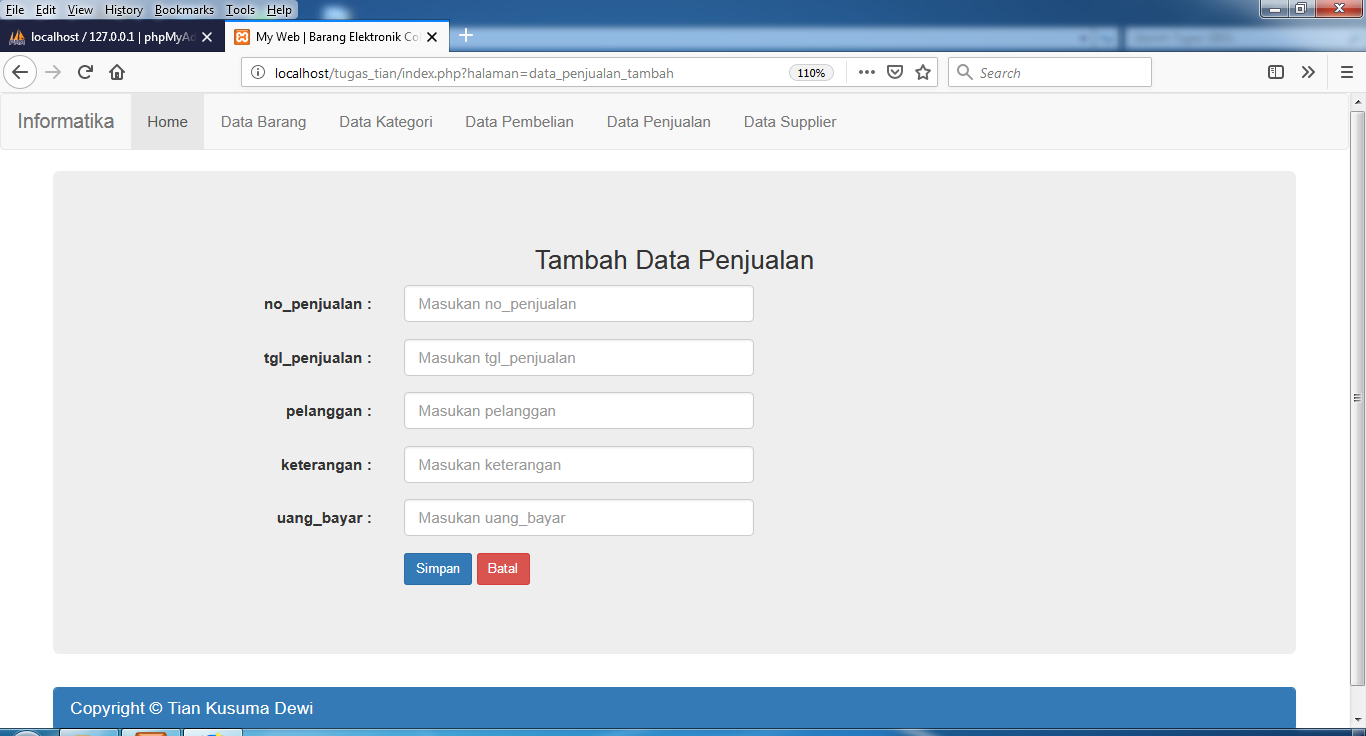 File Edit View History Bookmarks Tools Help
localhost / 127.0.0.1 | phpMyAd
My Web | Barang Elektronik Co
localhost/tugas_tian/index.php?halaman=data_penjualan_tambah 110% Search
Informatika Home Data Barang Data Kategori Data Pembelian Data Penjualan Data Supplier
Tambah Data Penjualan
no_penjualan : Masukan no_penjualan
tgl_penjualan : Masukan tgl_penjualan
pelanggan : Masukan pelanggan
keterangan : Masukan keterangan
uang_bayar : Masukan uang_bayar
Simpan Batal
Copyright © Tian Kusuma Dewi